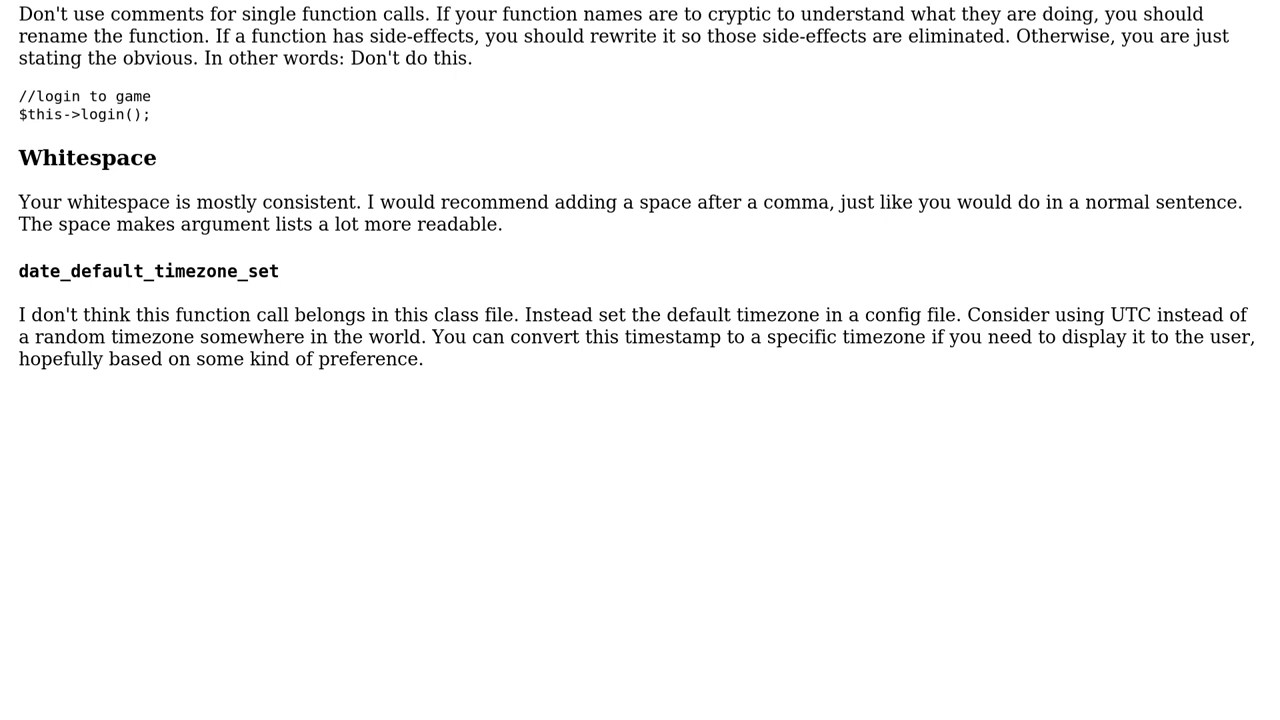 Don't use comments for single function calls. If your function names are to cryptic to understand what they are doing, you should
rename the function. If a function has side-effects, you should rewrite it so those side-effects are eliminated. Otherwise, you are just
stating the obvious. In other words: Don't do this.
//login to game
$this->login();
Whitespace
Your whitespace is mostly consistent. I would recommend adding a space after a comma, just like you would do in a normal sentence.
The space makes argument lists a lot more readable.
date_default_timezone_set
I don't think this function call belongs in this class file. Instead set the default timezone in a config file. Consider using UTC instead of
a random timezone somewhere in the world. You can convert this timestamp to a specific timezone if you need to display it to the user,
hopefully based on some kind of preference.